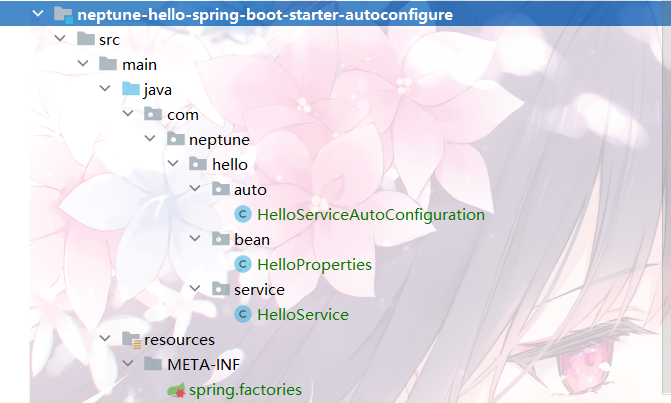 neptune-hello-spring-boot-starter-autoconfigure
src
main
java
com
neptune
hello
auto
C HelloServiceAutoConfiguration
bean
C HelloProperties
service
C HelloService
resources
META-INF
spring.factories